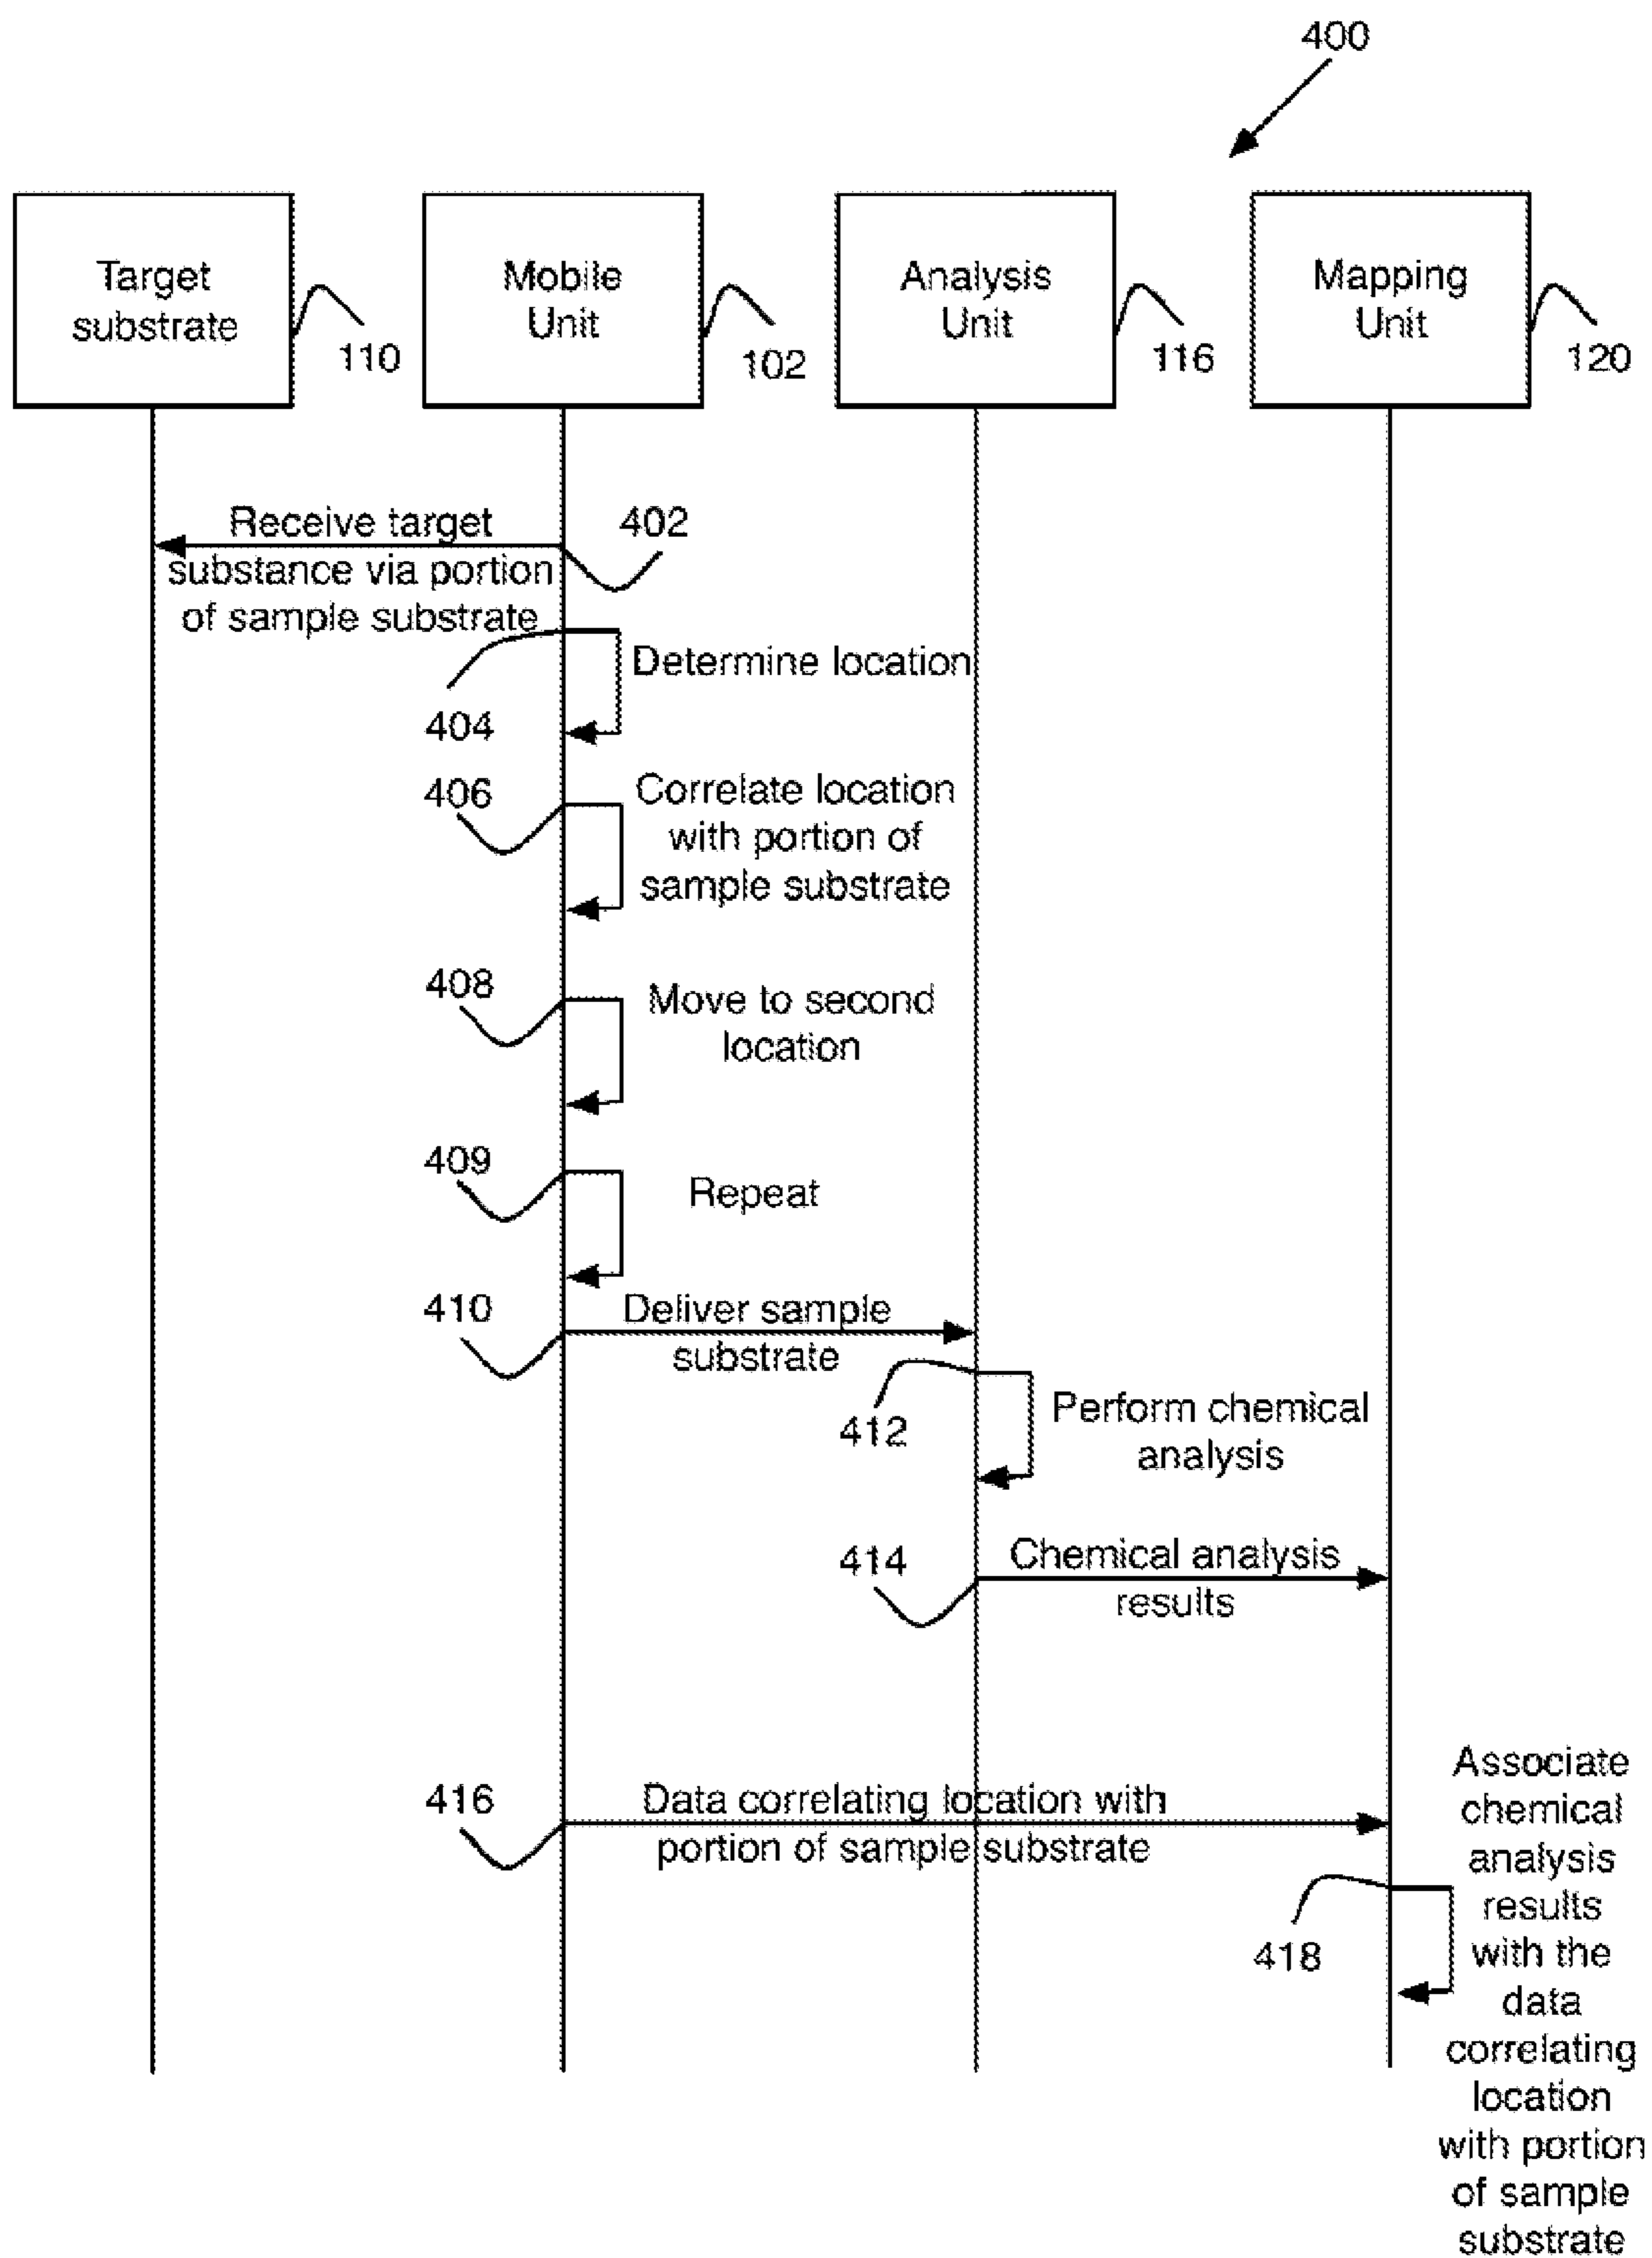 400
Target
substrate
110
Mobile
Unit
102
Analysis
Unit
116
Mapping
Unit
120
Receive target
substance via portion
of sample substrate
402
Determine location
404
406
Correlate location
with portion of
sample substrate
408
Move to second
location
409
Repeat
410
Deliver sample
substrate
412
Perform chemical
analysis
414
Chemical analysis
results
416
Data correlating location with
portion of sample substrate
418
Associate
chemical
analysis
results
with the
data
correlating
location
with portion
of sample
substrate